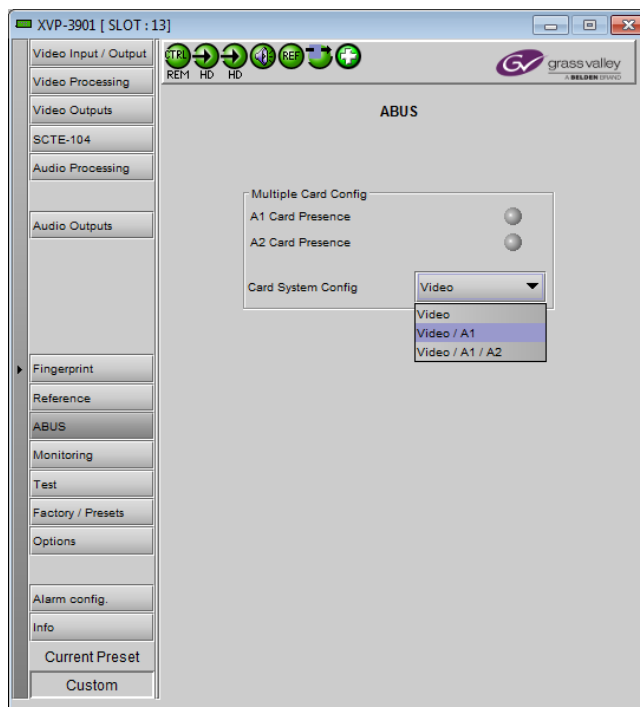 XVP-3901 [ SLOT : 13]
Video Input / Output
Video Processing
Video Outputs
SCTE-104
Audio Processing
Audio Outputs
Fingerprint
Reference
ABUS
Monitoring
Test
Factory / Presets
Options
Alarm config.
Info
Current Preset
Custom
CTRL REF
REM HD HD
GV grass valley
A BELDEN BRAND
ABUS
Multiple Card Config
A1 Card Presence
A2 Card Presence
Card System Config Video
Video
Video / A1
Video / A1 / A2